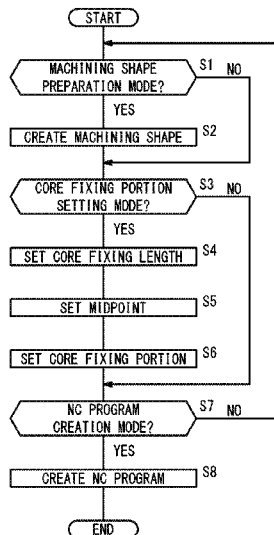 START
MACHINING SHAPE
PREPARATION MODE?
S1
NO
YES
CREATE MACHINING SHAPE
S2
CORE FIXING PORTION
SETTING MODE?
S3
NO
YES
SET CORE FIXING LENGTH
S4
SET MIDPOINT
S5
SET CORE FIXING PORTION
S6
NC PROGRAM
CREATION MODE?
S7
NO
YES
CREATE NC PROGRAM
S8
END